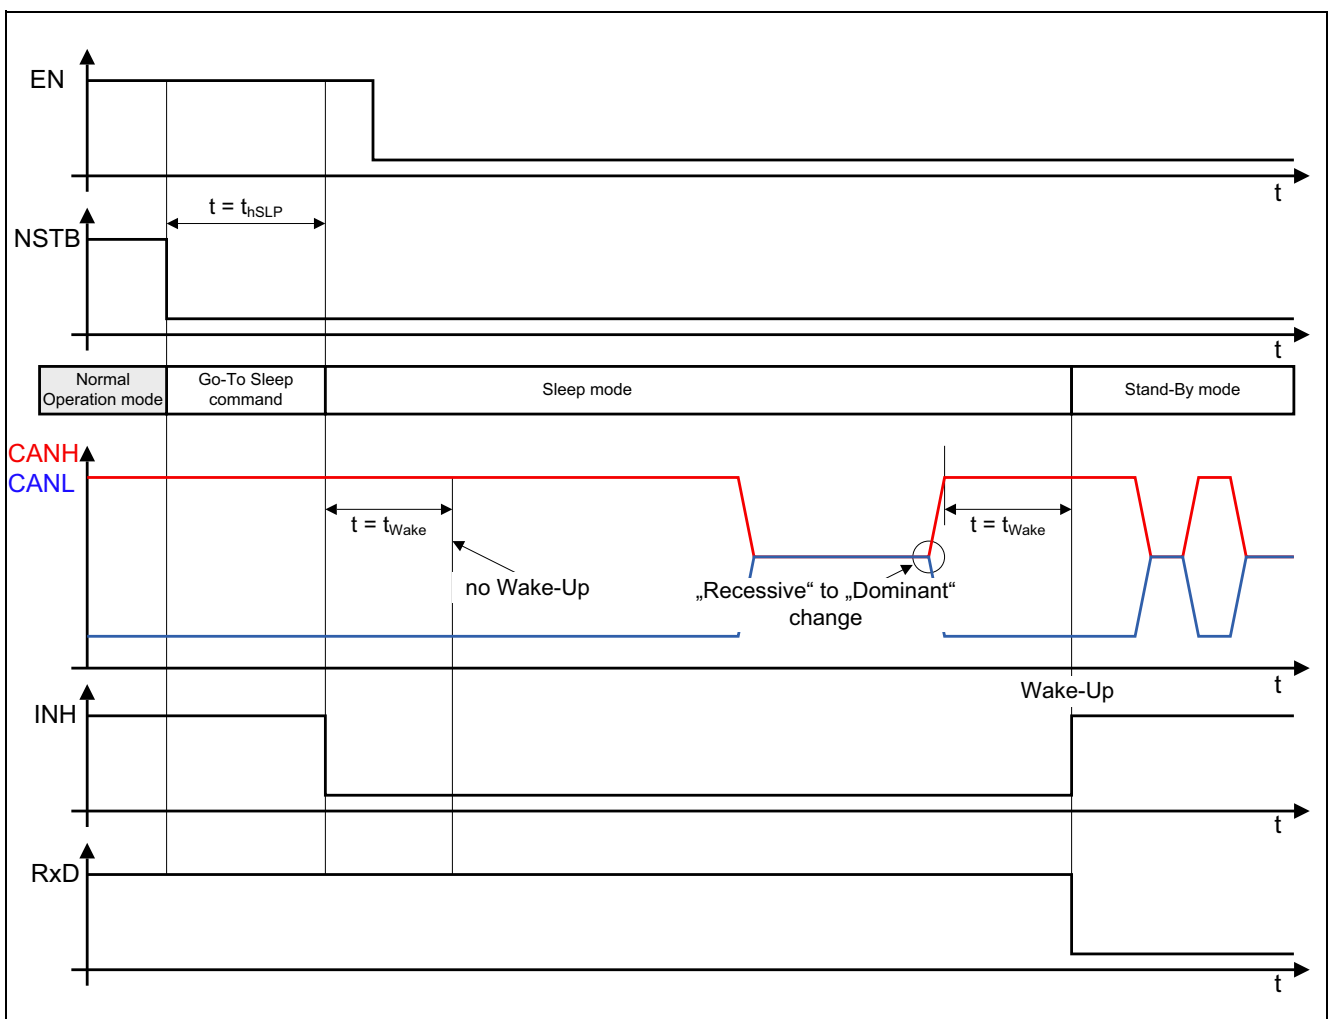 EN
t
t = thSLP
NSTB
t
Normal
Operation mode
Go-To Sleep
command
Sleep mode
Stand-By mode
CANH
CANL
t = tWake
t = tWake
no Wake-Up
„Recessive“ to „Dominant“
change
t
Wake-Up
INH
t
RxD
t